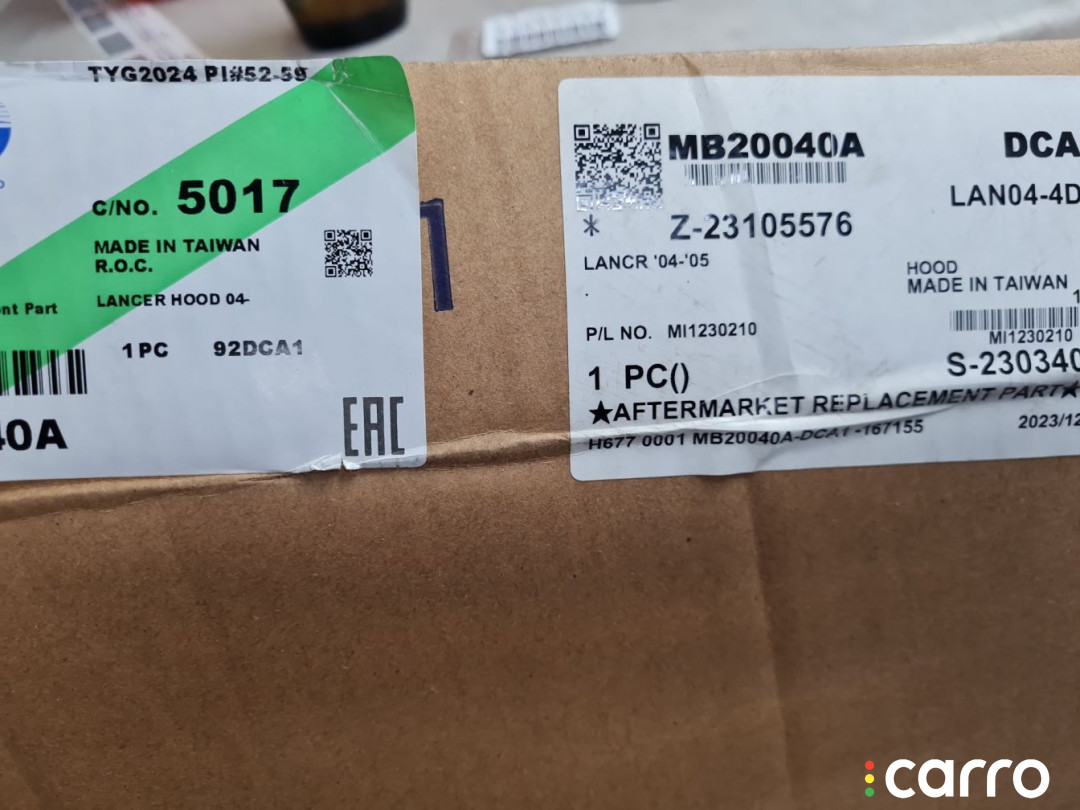 TYG2024 PI#52-59
C/NO. 5017
MADE IN TAIWAN
R.O.C.
nt Part
LANCER HOOD 04-
1 PC 92DCA1
40A
EAC
MB20040A DCA
LAN04-4D
* Z-23105576
LANCR '04-'05
HOOD
MADE IN TAIWAN
P/L NO. MI1230210
MI1230210
1 PC()
S-230340
★AFTERMARKET REPLACEMENT PART★
H677 0001 MB20040A-DCA1-167155
2023/12
carro